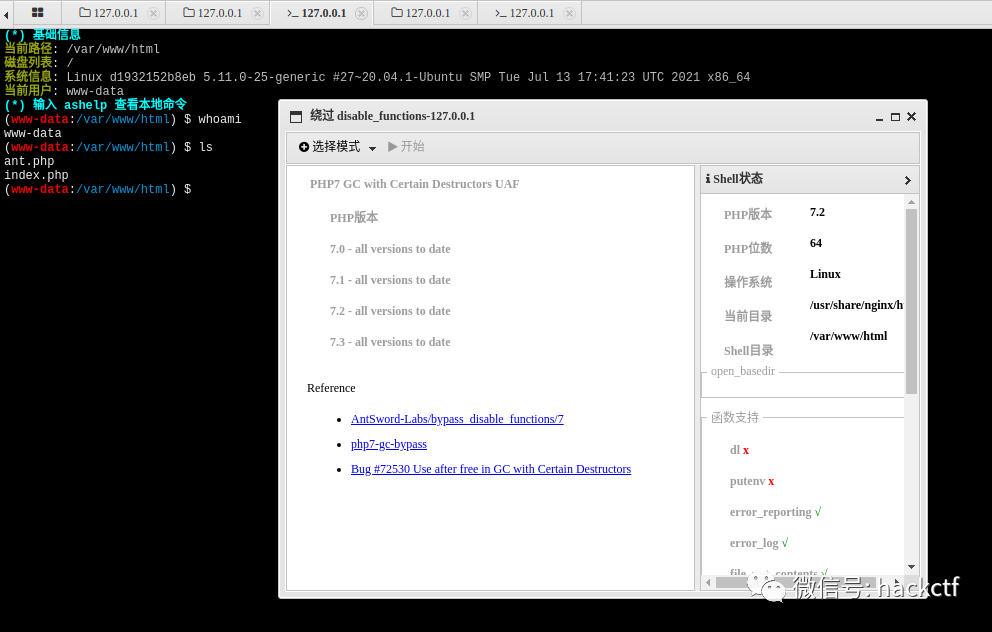 127.0.0.1
127.0.0.1
>_ 127.0.0.1
127.0.0.1
>_ 127.0.0.1
(*) 基础信息
当前路径: /var/www/html
磁盘列表: /
系统信息: Linux d1932152b8eb 5.11.0-25-generic #27~20.04.1-Ubuntu SMP Tue Jul 13 17:41:23 UTC 2021 x86_64
当前用户: www-data
(*) 输入 ashelp 查看本地命令
(www-data:/var/www/html) $ whoami
www-data
(www-data:/var/www/html) $ ls
ant.php
index.php
(www-data:/var/www/html) $
绕过 disable_functions-127.0.0.1
选择模式
开始
PHP7 GC with Certain Destructors UAF
PHP版本
7.0 - all versions to date
7.1 - all versions to date
7.2 - all versions to date
7.3 - all versions to date
Reference
AntSword-Labs/bypass_disable_functions/7
php7-gc-bypass
Bug #72530 Use after free in GC with Certain Destructors
Shell状态
PHP版本 7.2
PHP位数 64
操作系统 Linux
当前目录 /usr/share/nginx/h
Shell目录 /var/www/html
open_basedir
函数支持
dl x
putenv x
error_reporting √
error_log √
file_put_contents √
微信号: hackctf